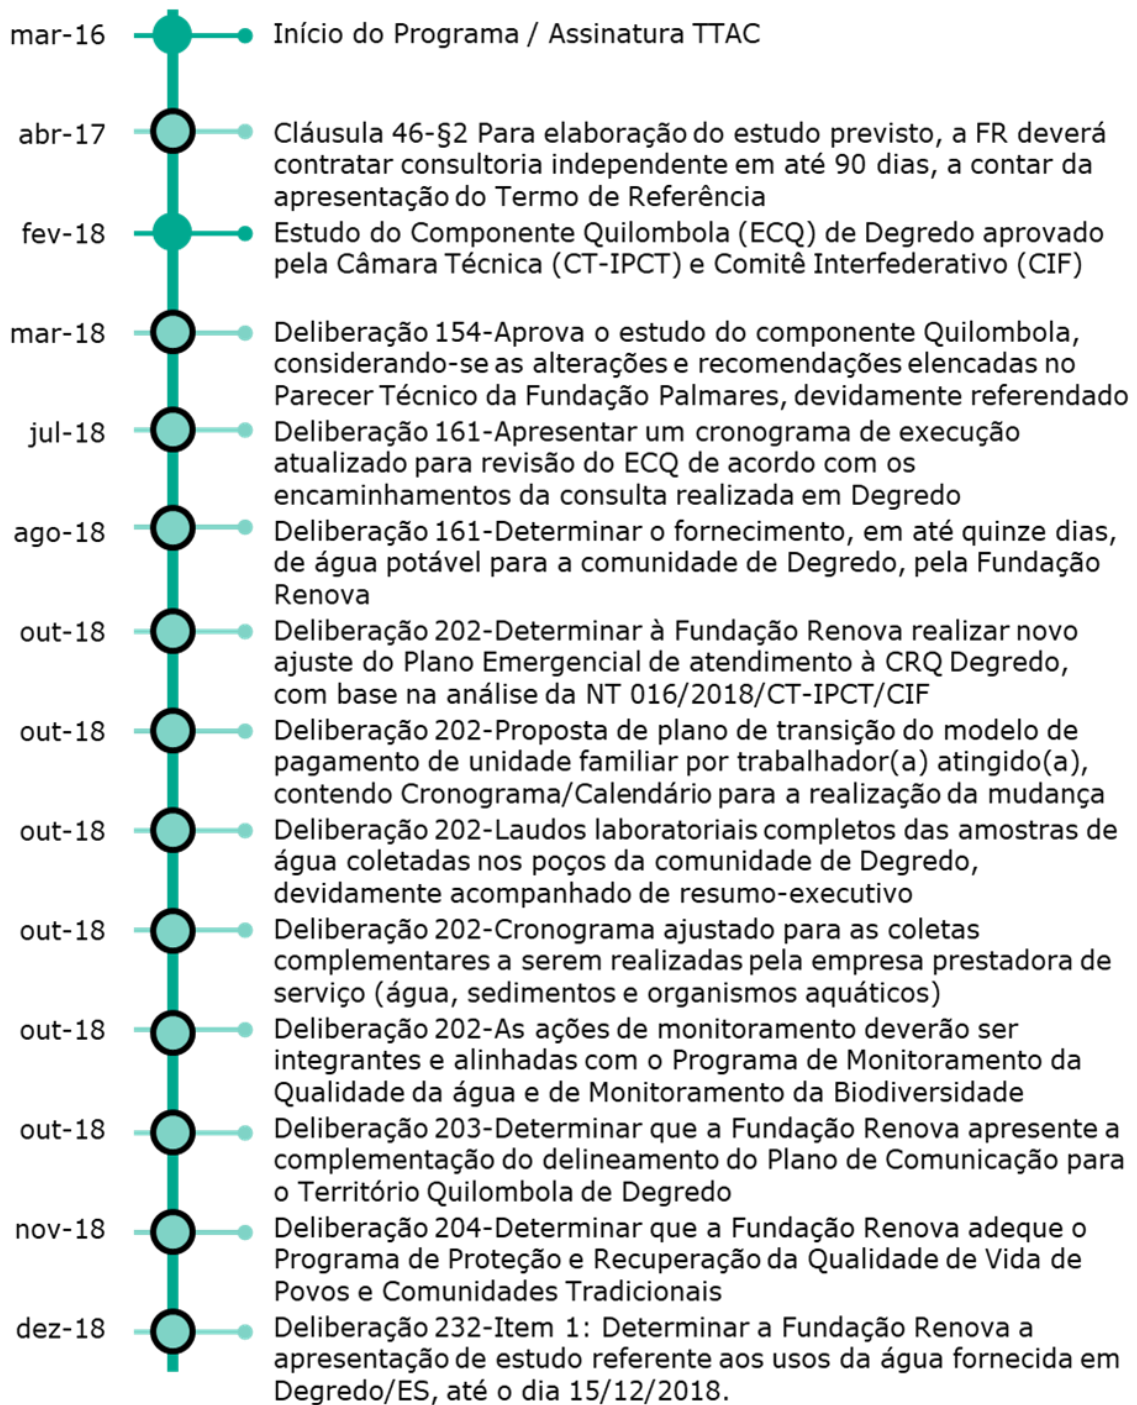 mar-16 Início do Programa / Assinatura TTAC
abr-17 Cláusula 46-§2 Para elaboração do estudo previsto, a FR deverá
contratar consultoria independente em até 90 dias, a contar da
apresentação do Termo de Referência
fev-18 Estudo do Componente Quilombola (ECQ) de Degredo aprovado
pela Câmara Técnica (CT-IPCT) e Comitê Interfederativo (CIF)
mar-18 Deliberação 154-Aprova o estudo do componente Quilombola,
considerando-se as alterações e recomendações elencadas no
Parecer Técnico da Fundação Palmares, devidamente referendado
jul-18 Deliberação 161-Apresentar um cronograma de execução
atualizado para revisão do ECQ de acordo com os
encaminhamentos da consulta realizada em Degredo
ago-18 Deliberação 161-Determinar o fornecimento, em até quinze dias,
de água potável para a comunidade de Degredo, pela Fundação
Renova
out-18 Deliberação 202-Determinar à Fundação Renova realizar novo
ajuste do Plano Emergencial de atendimento à CRQ Degredo,
com base na análise da NT 016/2018/CT-IPCT/CIF
out-18 Deliberação 202-Proposta de plano de transição do modelo de
pagamento de unidade familiar por trabalhador(a) atingido(a),
contendo Cronograma/Calendário para a realização da mudança
out-18 Deliberação 202-Laudos laboratoriais completos das amostras de
água coletadas nos poços da comunidade de Degredo,
devidamente acompanhado de resumo-executivo
out-18 Deliberação 202-Cronograma ajustado para as coletas
complementares a serem realizadas pela empresa prestadora de
serviço (água, sedimentos e organismos aquáticos)
out-18 Deliberação 202-As ações de monitoramento deverão ser
integrantes e alinhadas com o Programa de Monitoramento da
Qualidade da água e de Monitoramento da Biodiversidade
out-18 Deliberação 203-Determinar que a Fundação Renova apresente a
complementação do delineamento do Plano de Comunicação para
o Território Quilombola de Degredo
nov-18 Deliberação 204-Determinar que a Fundação Renova adeque o
Programa de Proteção e Recuperação da Qualidade de Vida de
Povos e Comunidades Tradicionais
dez-18 Deliberação 232-Item 1: Determinar a Fundação Renova a
apresentação de estudo referente aos usos da água fornecida em
Degredo/ES, até o dia 15/12/2018.